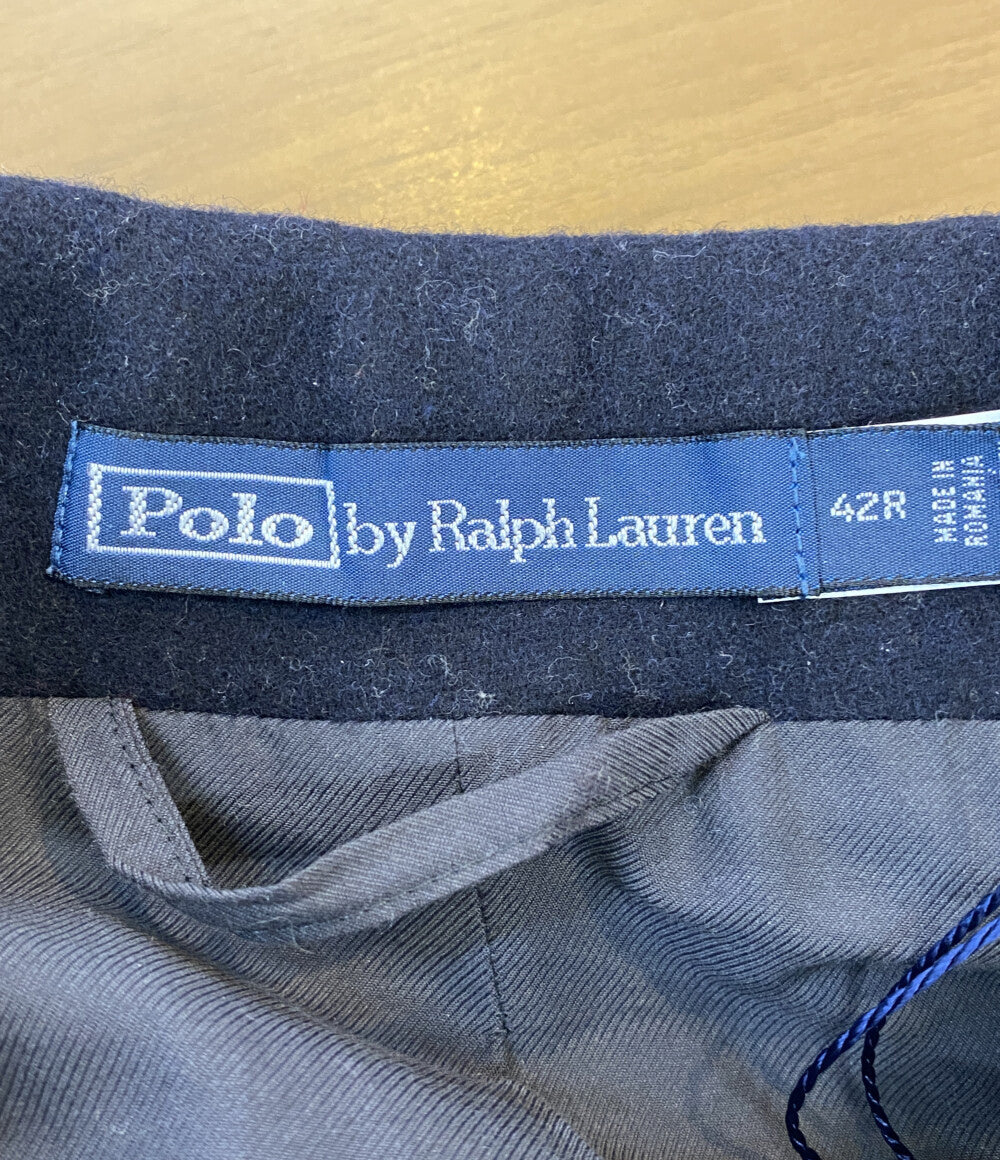 Polo by Ralph Lauren
42R
MADE IN
ROMANIA